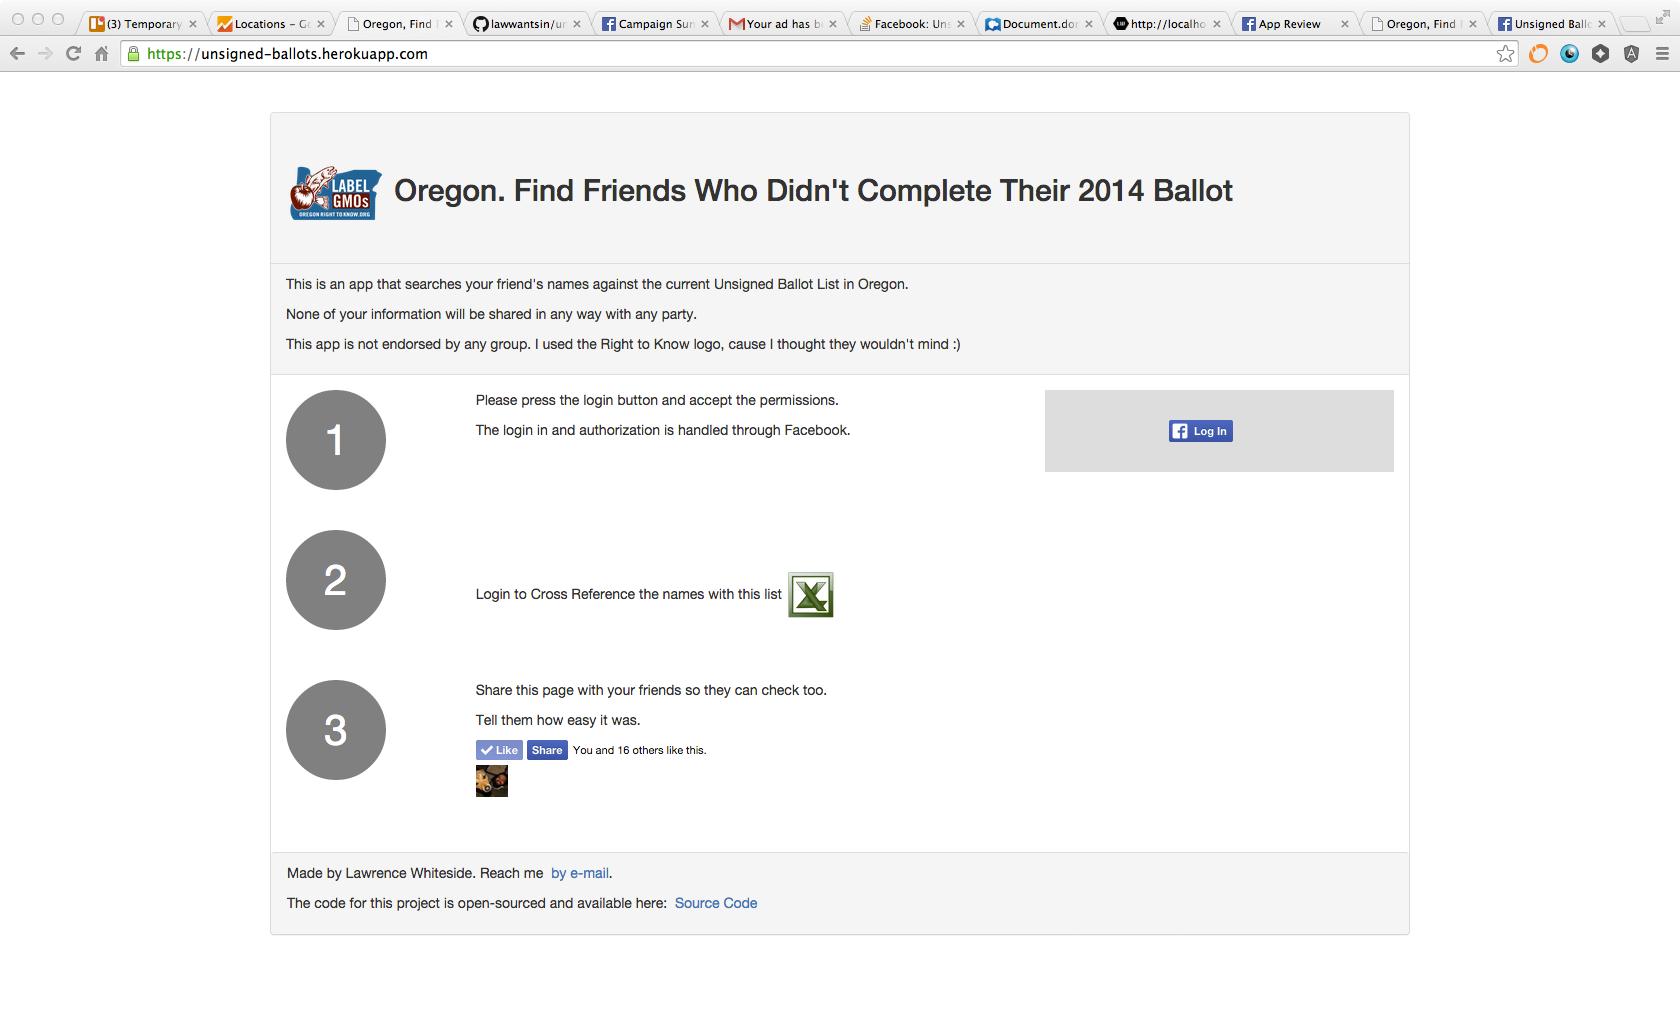 (3) Temporary
Locations – Ge
Oregon, Find
lawwantsin/un
Campaign Sum
Your ad has b
Facebook: Uns
Document.do
http://localho
App Review
Oregon, Find
Unsigned Ballo
https://unsigned-ballots.herokuapp.com
LABEL
GMOs
OREGON RIGHT TO KNOW.ORG
Oregon. Find Friends Who Didn't Complete Their 2014 Ballot
This is an app that searches your friend's names against the current Unsigned Ballot List in Oregon.
None of your information will be shared in any way with any party.
This app is not endorsed by any group. I used the Right to Know logo, cause I thought they wouldn't mind :)
1
Please press the login button and accept the permissions.
The login in and authorization is handled through Facebook.
Log In
2
Login to Cross Reference the names with this list
3
Share this page with your friends so they can check too.
Tell them how easy it was.
Like Share You and 16 others like this.
Made by Lawrence Whiteside. Reach me by e-mail.
The code for this project is open-sourced and available here: Source Code